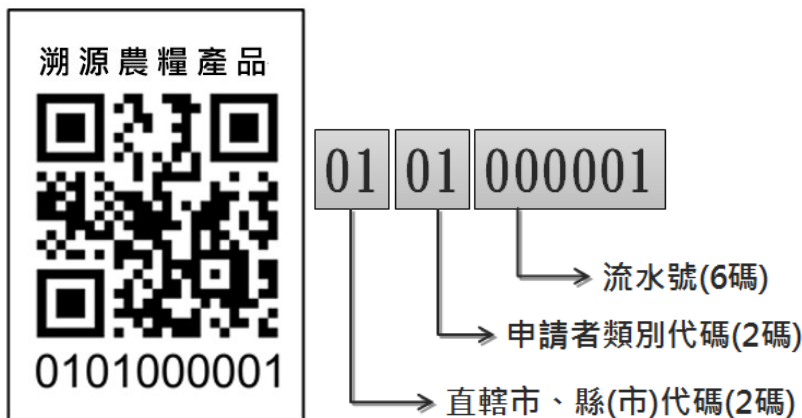 溯源農糧產品
0101000001
01 01 000001
流水號(6碼)
申請者類別代碼(2碼)
直轄市、縣(市)代碼(2碼)